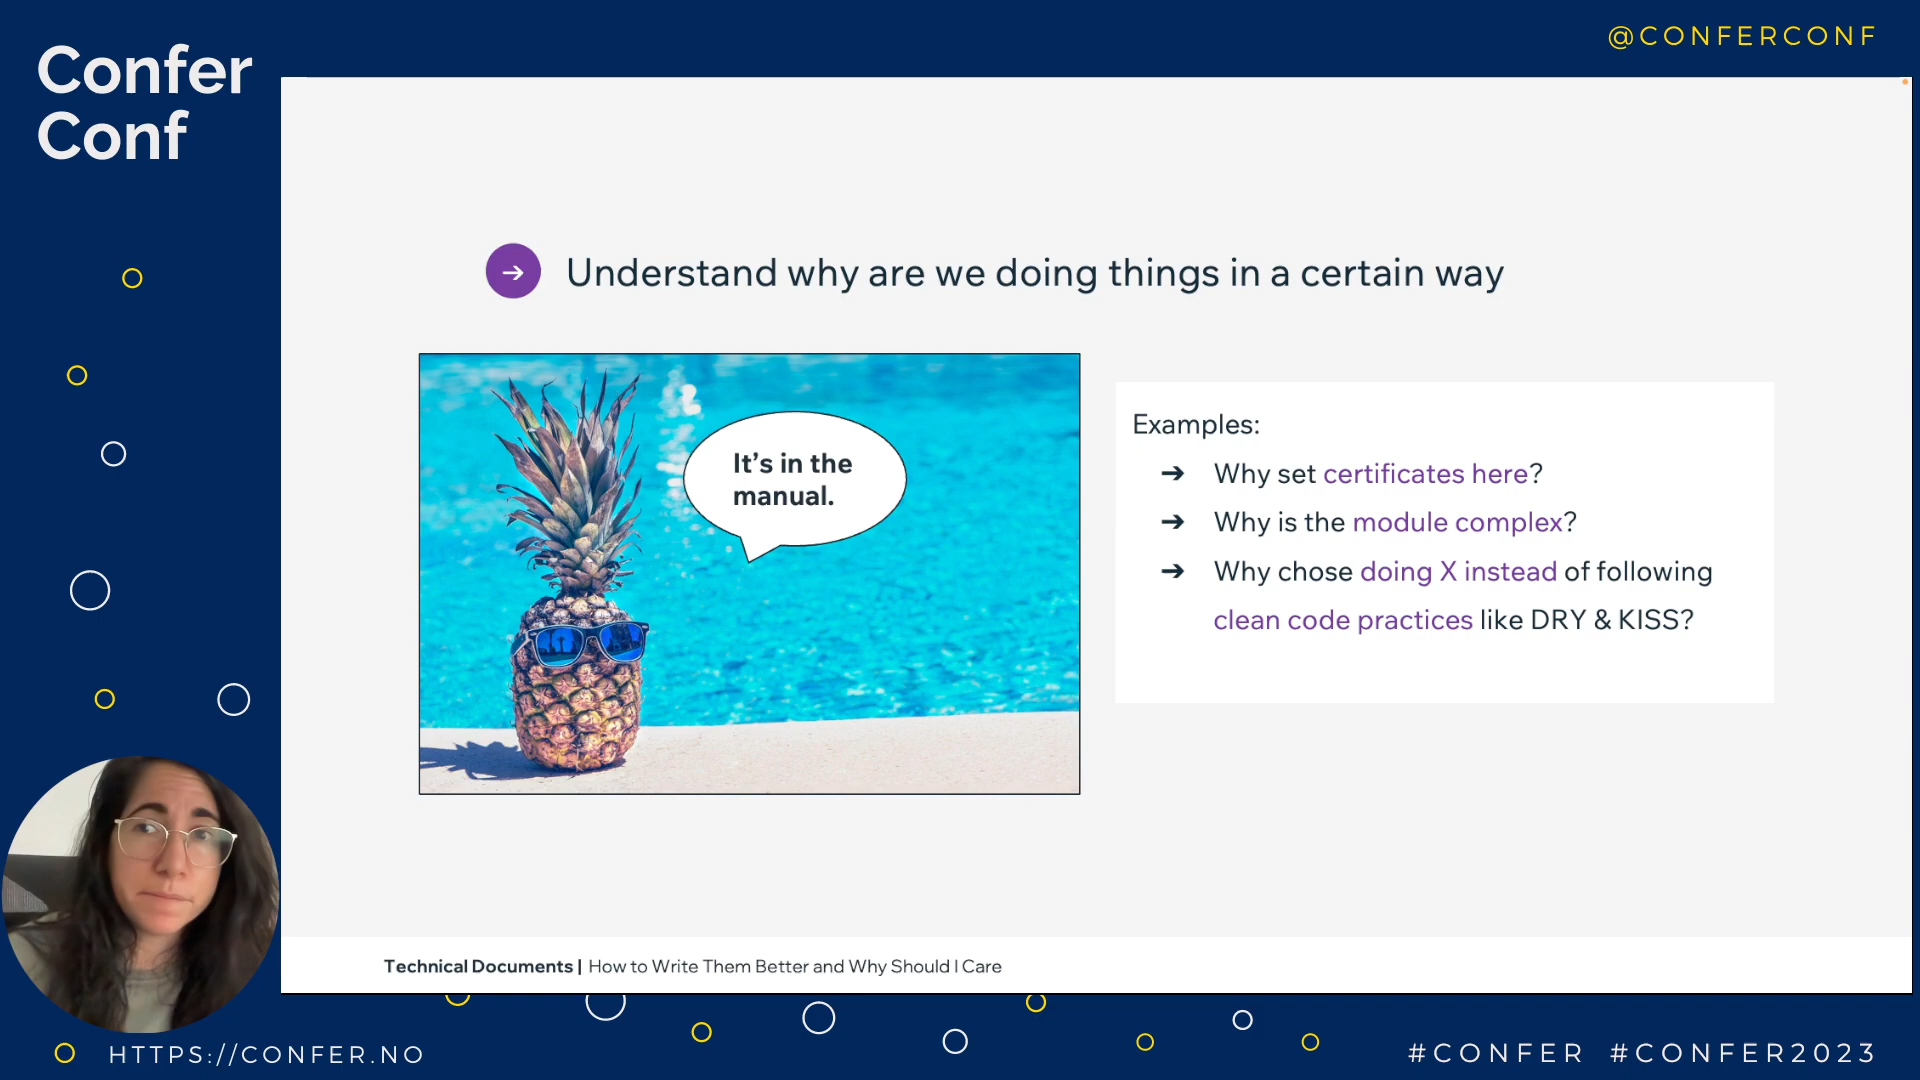 Confer
Conf
@CONFERCONF
→ Understand why are we doing things in a certain way
It’s in the
manual.
Examples:
➔ Why set certificates here?
➔ Why is the module complex?
➔ Why chose doing X instead of following
clean code practices like DRY & KISS?
Technical Documents | How to Write Them Better and Why Should I Care
HTTPS://CONFER.NO
#CONFER #CONFER2023